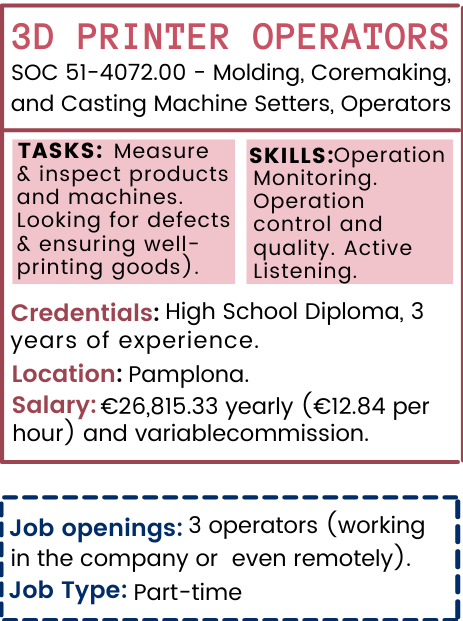 3D PRINTER OPERATORS
SOC 51-4072.00 - Molding, Coremaking,
and Casting Machine Setters, Operators
TASKS: Measure
& inspect products
and machines.
Looking for defects
& ensuring well-
printing goods).
SKILLS:Operation
Monitoring.
Operation
control and
quality. Active
Listening.
Credentials: High School Diploma, 3
years of experience.
Location: Pamplona.
Salary: €26,815.33 yearly (€12.84 per
hour) and variablecommission.
Job openings: 3 operators (working
in the company or even remotely).
Job Type: Part-time